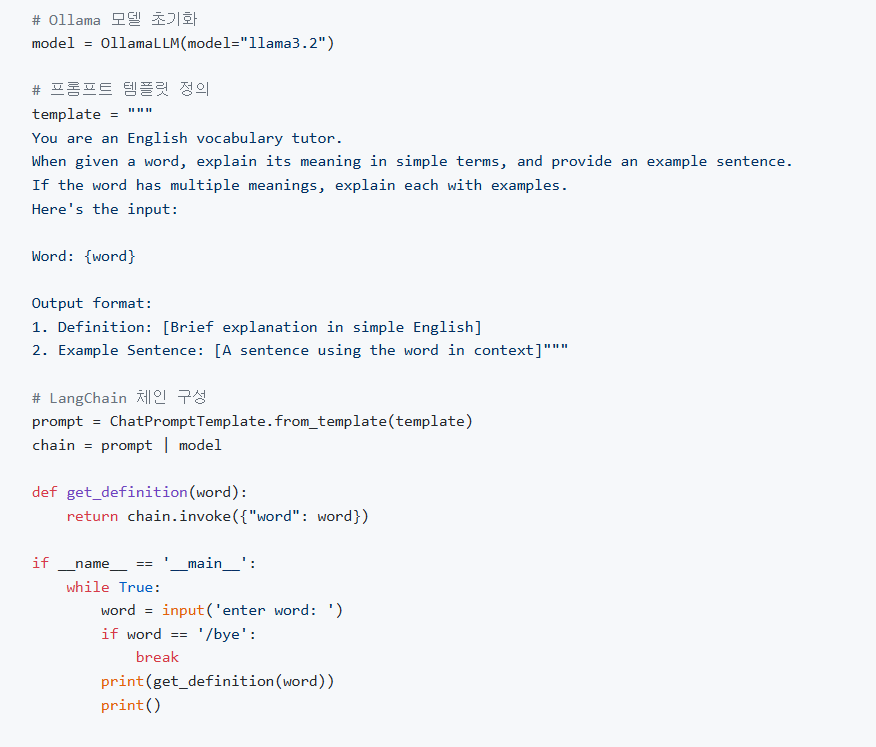 # Ollama 모델 초기화
model = OllamaLLM(model="llama3.2")
# 프롬프트 템플릿 정의
template = """
You are an English vocabulary tutor.
When given a word, explain its meaning in simple terms, and provide an example sentence.
If the word has multiple meanings, explain each with examples.
Here's the input:
Word: {word}
Output format:
1. Definition: [Brief explanation in simple English]
2. Example Sentence: [A sentence using the word in context]"""
# LangChain 체인 구성
prompt = ChatPromptTemplate.from_template(template)
chain = prompt | model
def get_definition(word):
    return chain.invoke({"word": word})
if __name__ == '__main__':
    while True:
        word = input('enter word: ')
        if word == '/bye':
            break
        print(get_definition(word))
        print()